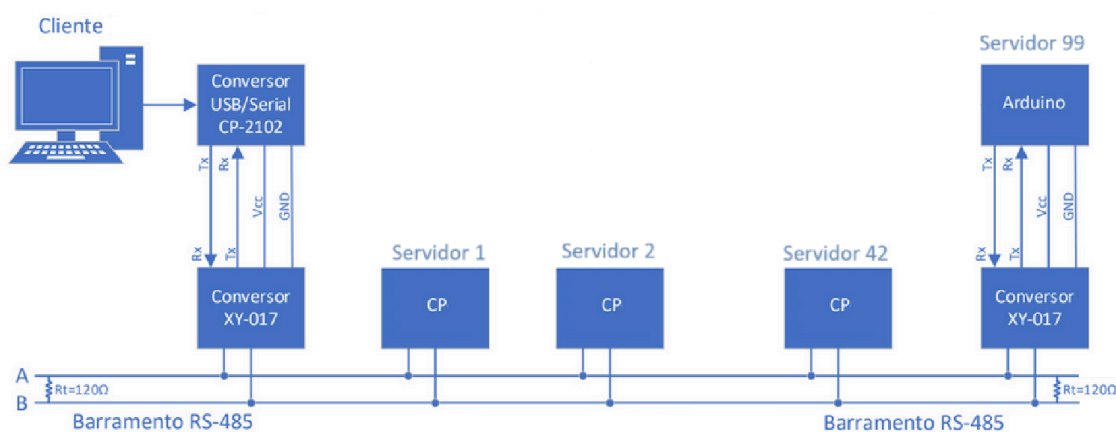 Cliente
Servidor 99
Conversor
USB/Serial
CP-2102
Arduino
Tx
Rx
Vcc
GND
Rx
Tx
Tx
Rx
Vcc
GND
Rx
Tx
Servidor 1
Servidor 2
Servidor 42
Conversor
XY-017
CP
CP
CP
Conversor
XY-017
A
Rt=120Ω
B
Rt=120Ω
Barramento RS-485
Barramento RS-485